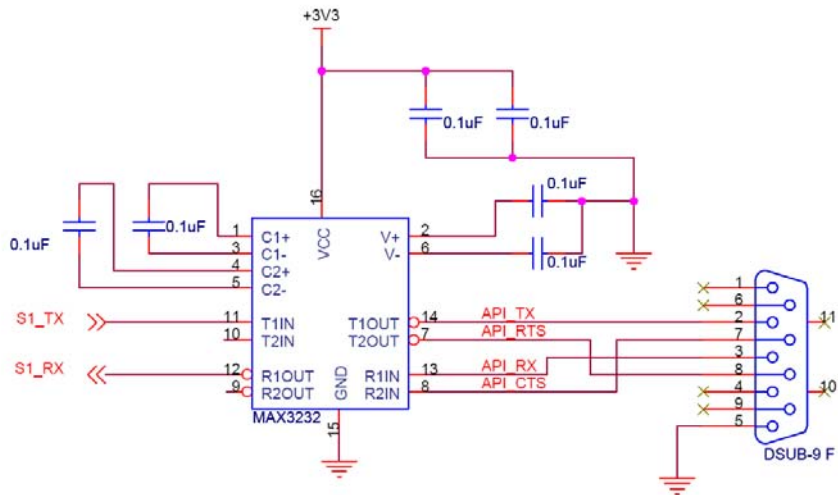 +3V3
0.1uF 0.1uF
16
0.1uF
0.1uF 0.1uF
1 C1+ VCC V+ 2
3 C1- V- 6
4 C2+
5 C2-
0.1uF
S1_TX 11 T1IN T1OUT 14 API_TX
10 T2IN T2OUT 7 API_RTS
S1_RX 12 R1OUT R1IN 13 API_RX
9 R2OUT R2IN 8 API_CTS
GND
MAX3232
15
1
6
2 11
7
3
8
4 10
9
5
DSUB-9 F